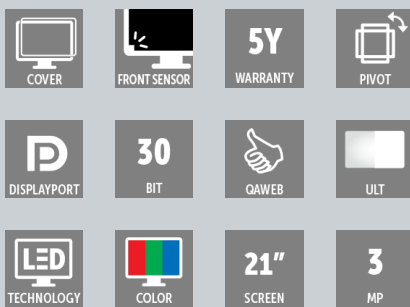 COVER
FRONT SENSOR
5Y
WARRANTY
PIVOT
DISPLAYPORT
30
BIT
QAWEB
ULT
LED
TECHNOLOGY
COLOR
21"
SCREEN
3
MP